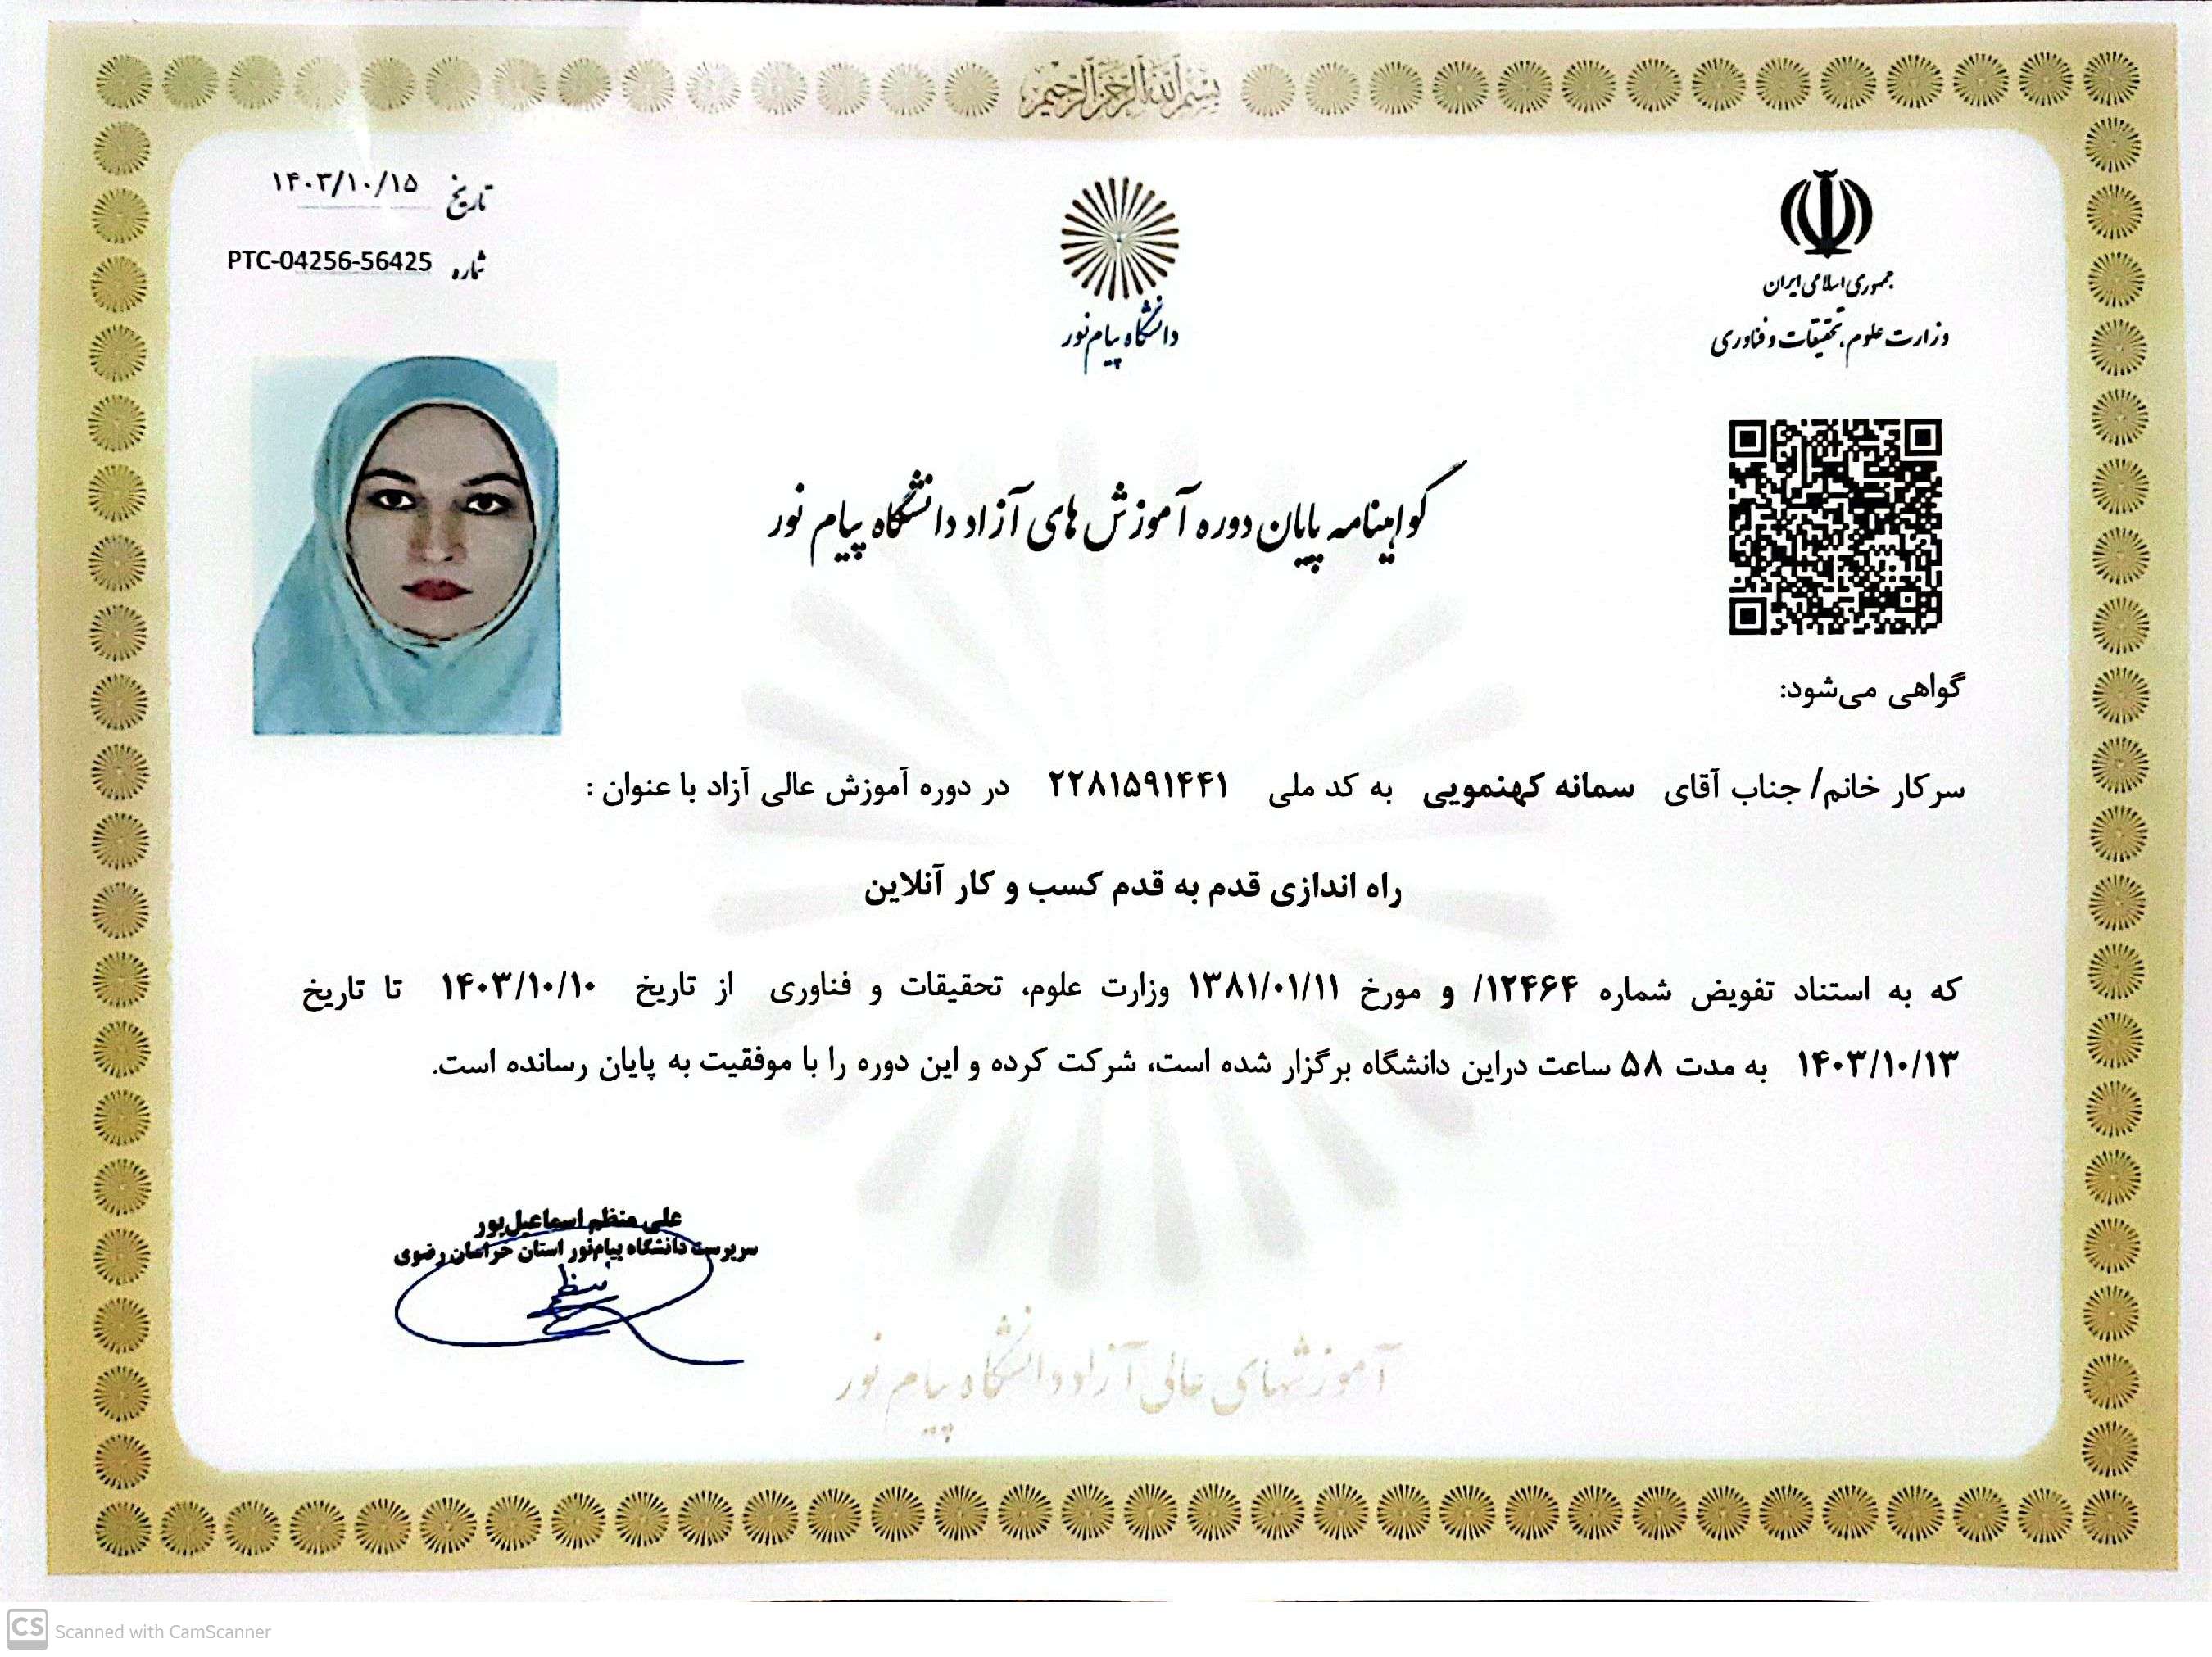 بسم الله الرحمن الرحیم
جمهوری اسلامی ایران
وزارت علوم، تحقیقات و فناوری
دانشگاه پیام نور
تاریخ ۱۴۰۳/۱۰/۱۵
شماره PTC-04256-56425
گواهینامه پایان دوره آموزش های آزاد دانشگاه پیام نور
گواهی می‌شود:
سرکار خانم/ جناب آقای سمانه کهنمویی به کد ملی ۲۲۸۱۵۹۱۴۴۱ در دوره آموزش عالی آزاد با عنوان :
راه اندازی قدم به قدم کسب و کار آنلاین
که به استناد تفویض شماره ۱۲۴۶۴/ و مورخ ۱۳۸۱/۰۱/۱۱ وزارت علوم، تحقیقات و فناوری از تاریخ ۱۴۰۳/۱۰/۱۰ تا تاریخ
۱۴۰۳/۱۰/۱۳ به مدت ۵۸ ساعت دراین دانشگاه برگزار شده است، شرکت کرده و این دوره را با موفقیت به پایان رسانده است.
علی منظم اسماعیل‌پور
سرپرست دانشگاه پیام‌نور استان خراسان رضوی
منظم
آموزشهای عالی آزاد دانشگاه پیام نور
CS Scanned with CamScanner